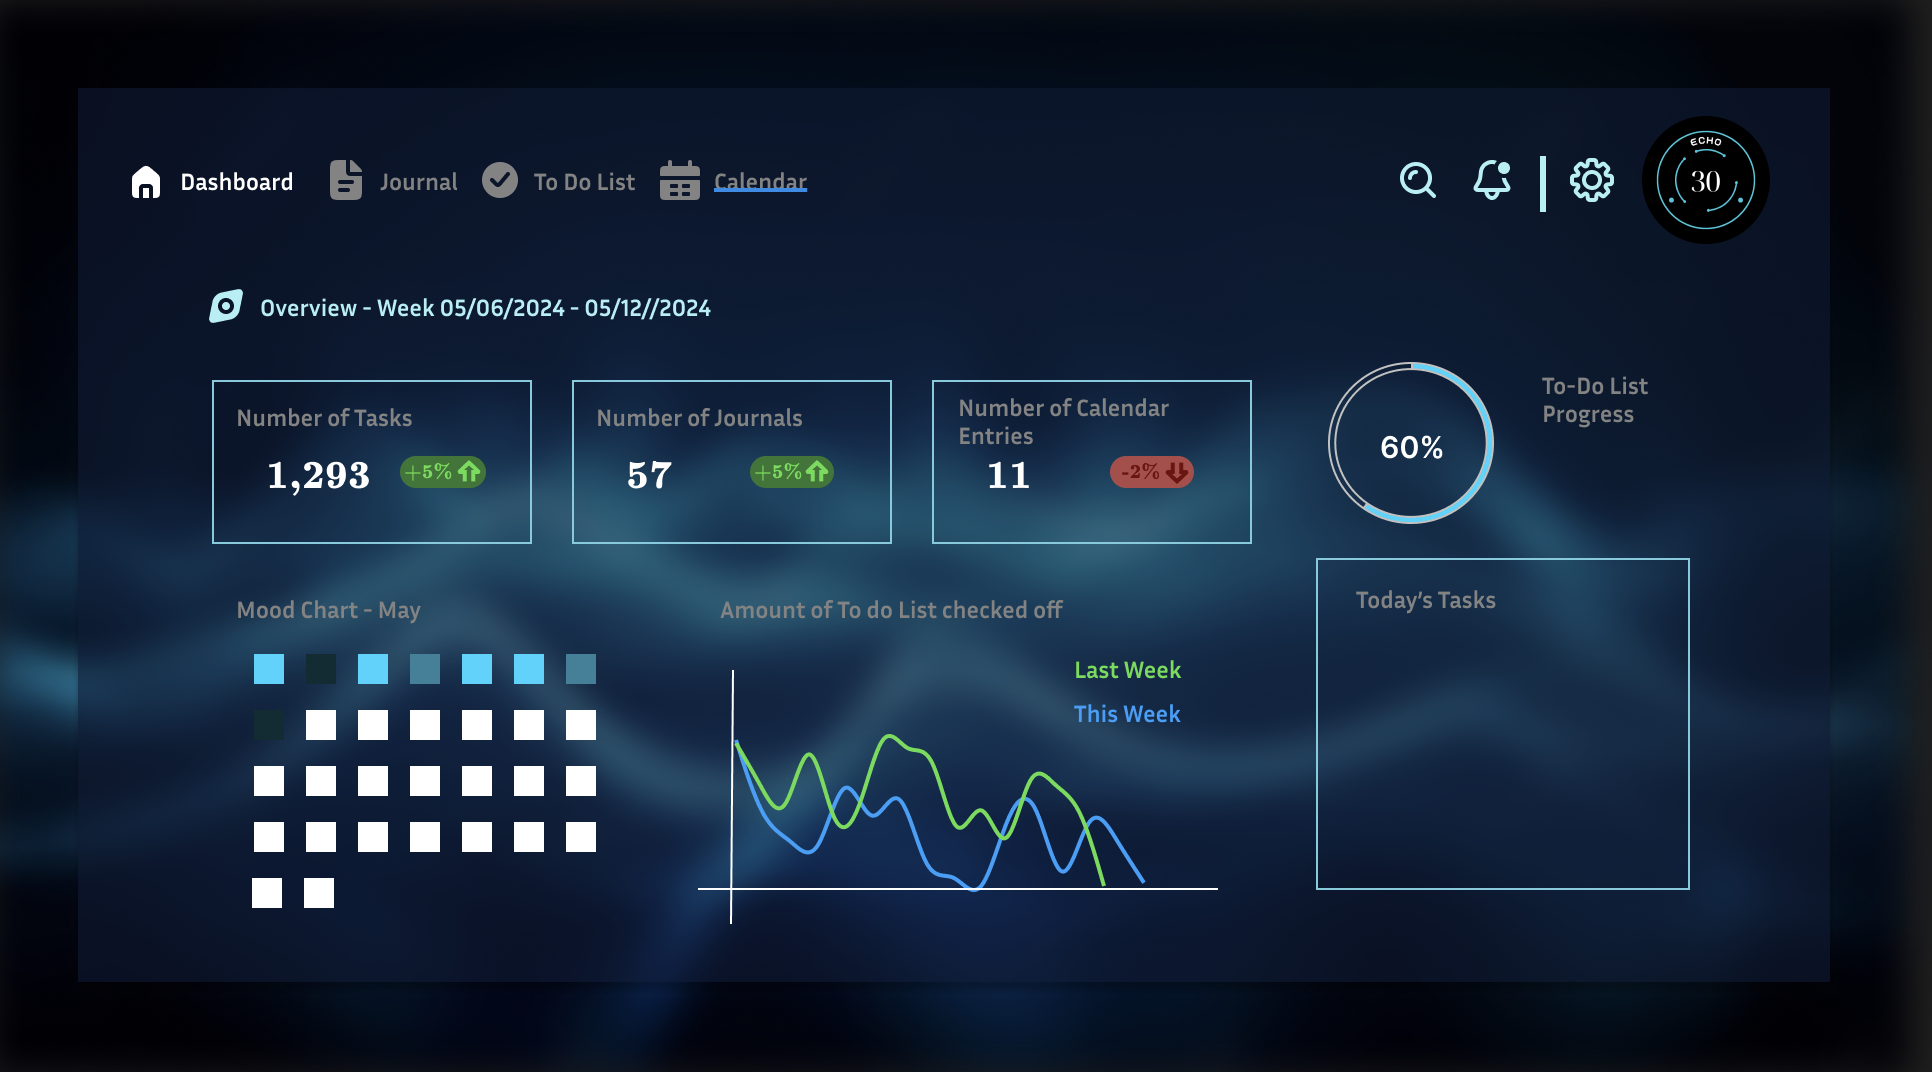 Dashboard
Journal
To Do List
Calendar
ECHO
30
Overview - Week 05/06/2024 - 05/12//2024
Number of Tasks
1,293
+5%
Number of Journals
57
+5%
Number of Calendar
Entries
11
-2%
60%
To-Do List
Progress
Mood Chart - May
Amount of To do List checked off
Last Week
This Week
Today's Tasks